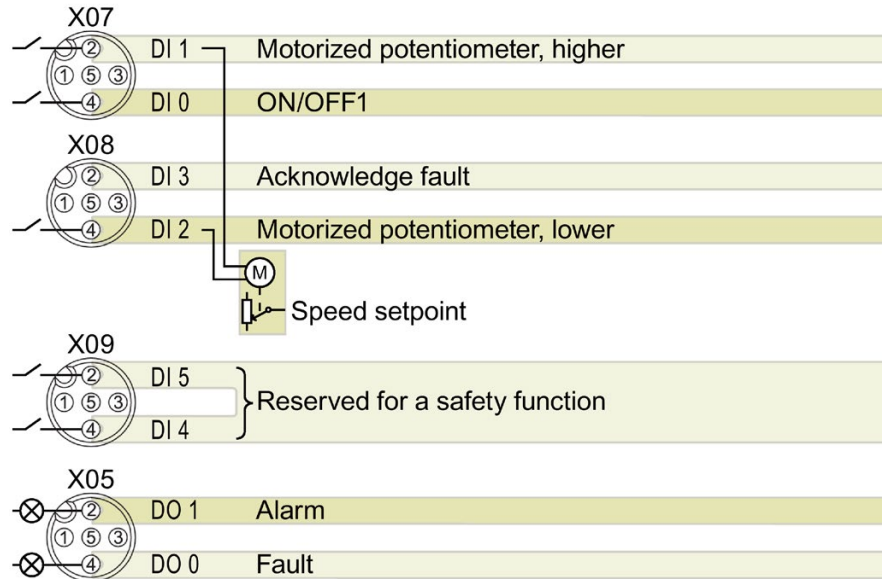 X07
② DI 1 Motorized potentiometer, higher
① ⑤ ③
④ DI 0 ON/OFF1
X08
② DI 3 Acknowledge fault
① ⑤ ③
④ DI 2 Motorized potentiometer, lower
M
Speed setpoint
X09
② DI 5
① ⑤ ③ Reserved for a safety function
④ DI 4
X05
② DO 1 Alarm
① ⑤ ③
④ DO 0 Fault